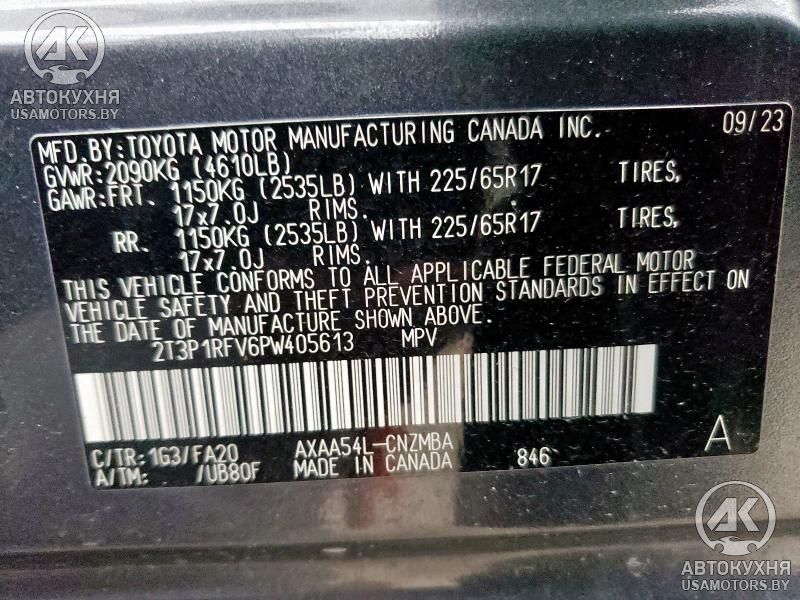 AK
АВТОКУХНЯ
USAMOTORS.BY
MFD.BY:TOYOTA MOTOR MANUFACTURING CANADA INC. 09/23
GVWR:2090KG (4610LB)
GAWR:FRT. 1150KG (2535LB) WITH 225/65R17 TIRES,
17x7.0J RIMS.
RR. 1150KG (2535LB) WITH 225/65R17 TIRES,
17x7.0J RIMS.
THIS VEHICLE CONFORMS TO ALL APPLICABLE FEDERAL MOTOR
VEHICLE SAFETY AND THEFT PREVENTION STANDARDS IN EFFECT ON
THE DATE OF MANUFACTURE SHOWN ABOVE.
2T3P1RFV6PW405613 MPV
C/TR:1G3/FA20 AXAA54L-CNZMBA A
A/TM: /UB80F MADE IN CANADA 846
AK
АВТОКУХНЯ
USAMOTORS.BY